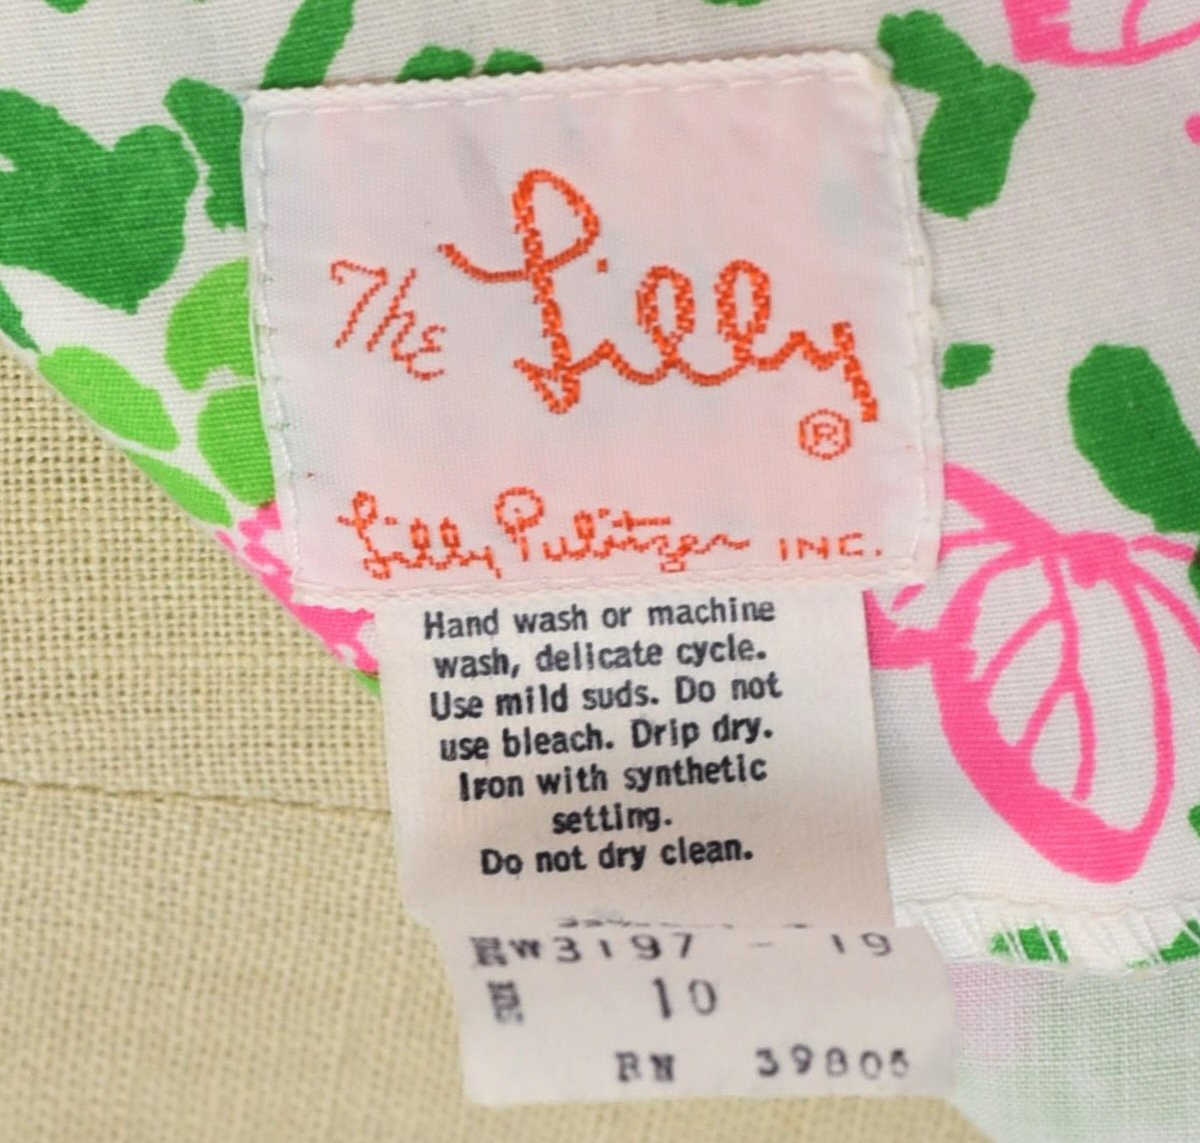 The Lilly
®
Lilly Pulitzer INC.
Hand wash or machine
wash, delicate cycle.
Use mild suds. Do not
use bleach. Drip dry.
Iron with synthetic
setting.
Do not dry clean.
W3197 - 19
10
RN 39805